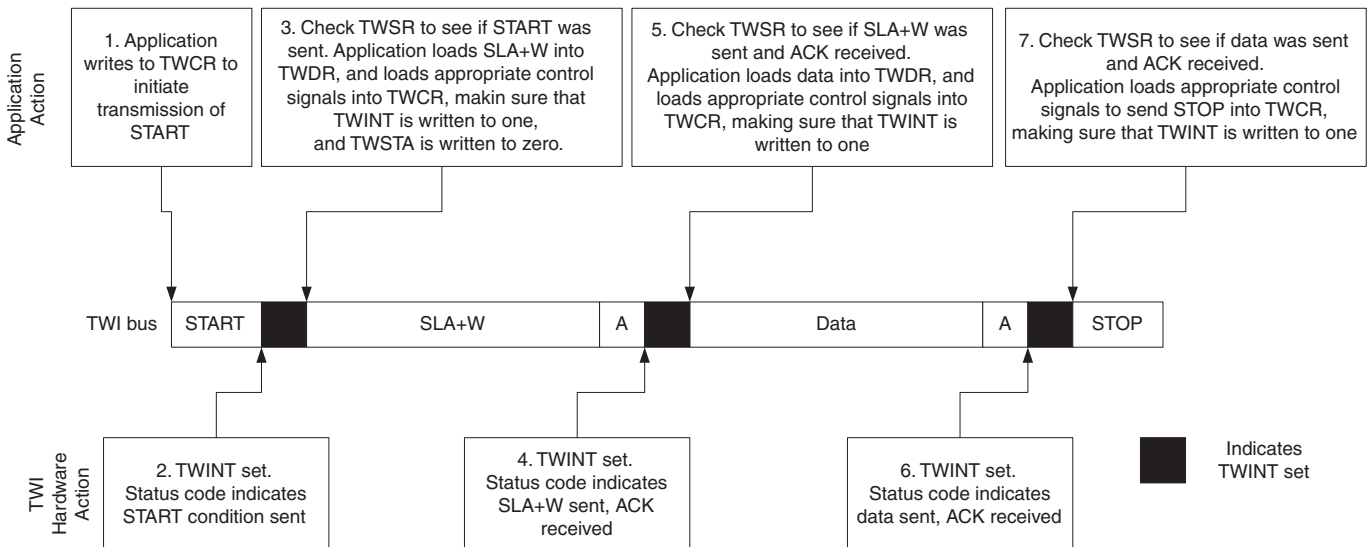 Application
Action
1. Application
writes to TWCR to
initiate
transmission of
START
3. Check TWSR to see if START was
sent. Application loads SLA+W into
TWDR, and loads appropriate control
signals into TWCR, makin sure that
TWINT is written to one,
and TWSTA is written to zero.
5. Check TWSR to see if SLA+W was
sent and ACK received.
Application loads data into TWDR, and
loads appropriate control signals into
TWCR, making sure that TWINT is
written to one
7. Check TWSR to see if data was sent
and ACK received.
Application loads appropriate control
signals to send STOP into TWCR,
making sure that TWINT is written to one
TWI bus
START
SLA+W
A
Data
A
STOP
TWI
Hardware
Action
2. TWINT set.
Status code indicates
START condition sent
4. TWINT set.
Status code indicates
SLA+W sent, ACK
received
6. TWINT set.
Status code indicates
data sent, ACK received
Indicates
TWINT set